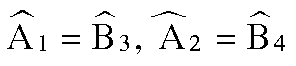 Â₁ = B̂₃, Â₂ = B̂₄